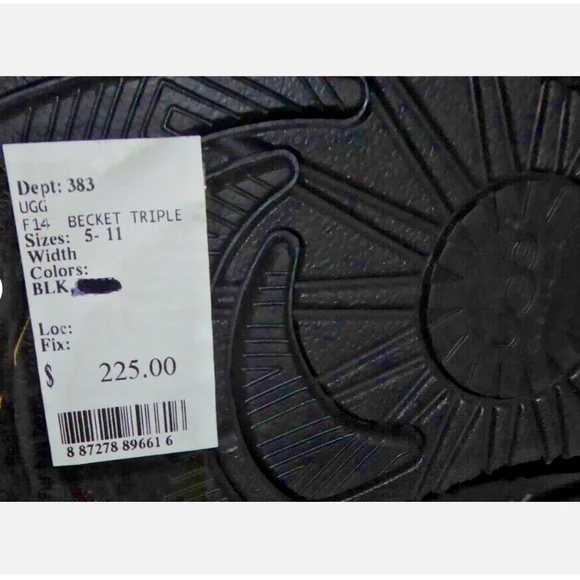 Dept: 383
UGG
F14 BECKET TRIPLE
Sizes: 5- 11
Width
Colors:
BLK,
Loc:
Fix:
$ 225.00
8 87278 89661 6